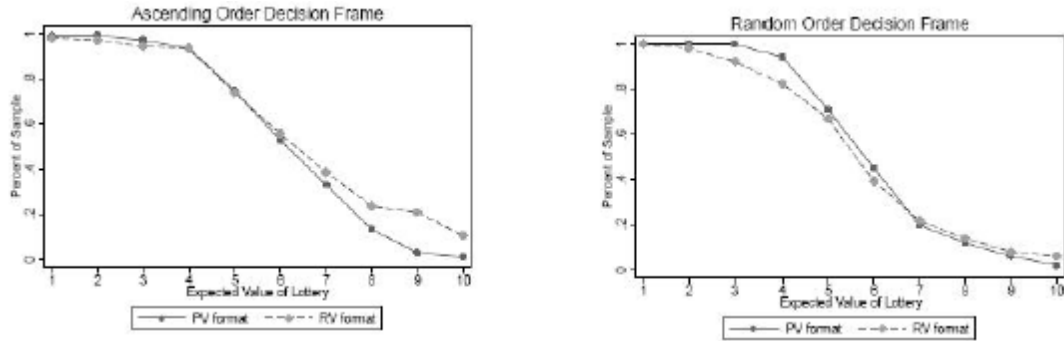 Ascending Order Decision Frame
Percent of Sample
0 .2 .4 .6 .8 1
1 2 3 4 5 6 7 8 9 10
Expected Value of Lottery
PV format RV format
Random Order Decision Frame
Percent of Sample
0 .2 .4 .6 .8 1
1 2 3 4 5 6 7 8 9 10
Expected Value of Lottery
PV format RV format